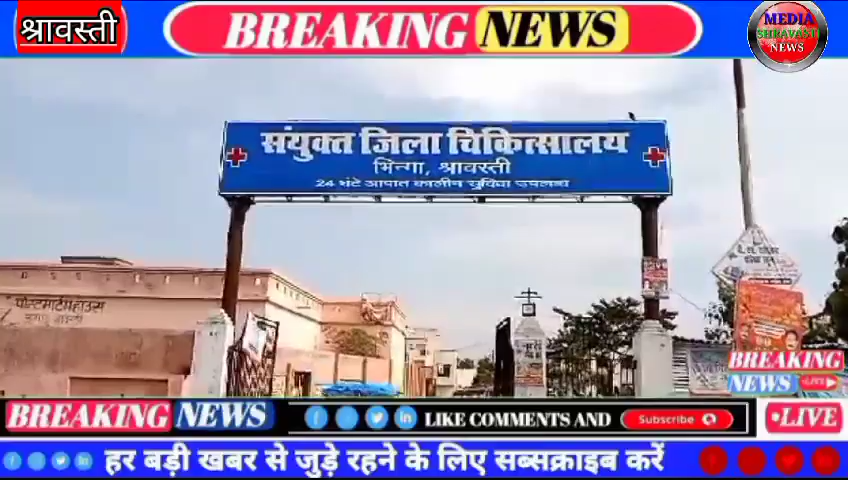 श्रावस्ती
BREAKING NEWS
MEDIA
SHRAVASTI
NEWS
संयुक्त जिला चिकित्सालय
भिन्गा, श्रावस्ती
24 घंटे आपात कालीन सुविधा उपलब्ध
पोस्टमार्टम हाउस
BREAKING
NEWS LIVE
BREAKING NEWS
LIKE COMMENTS AND
Subscribe
LIVE
हर बड़ी खबर से जुड़े रहने के लिए सब्सक्राइब करें